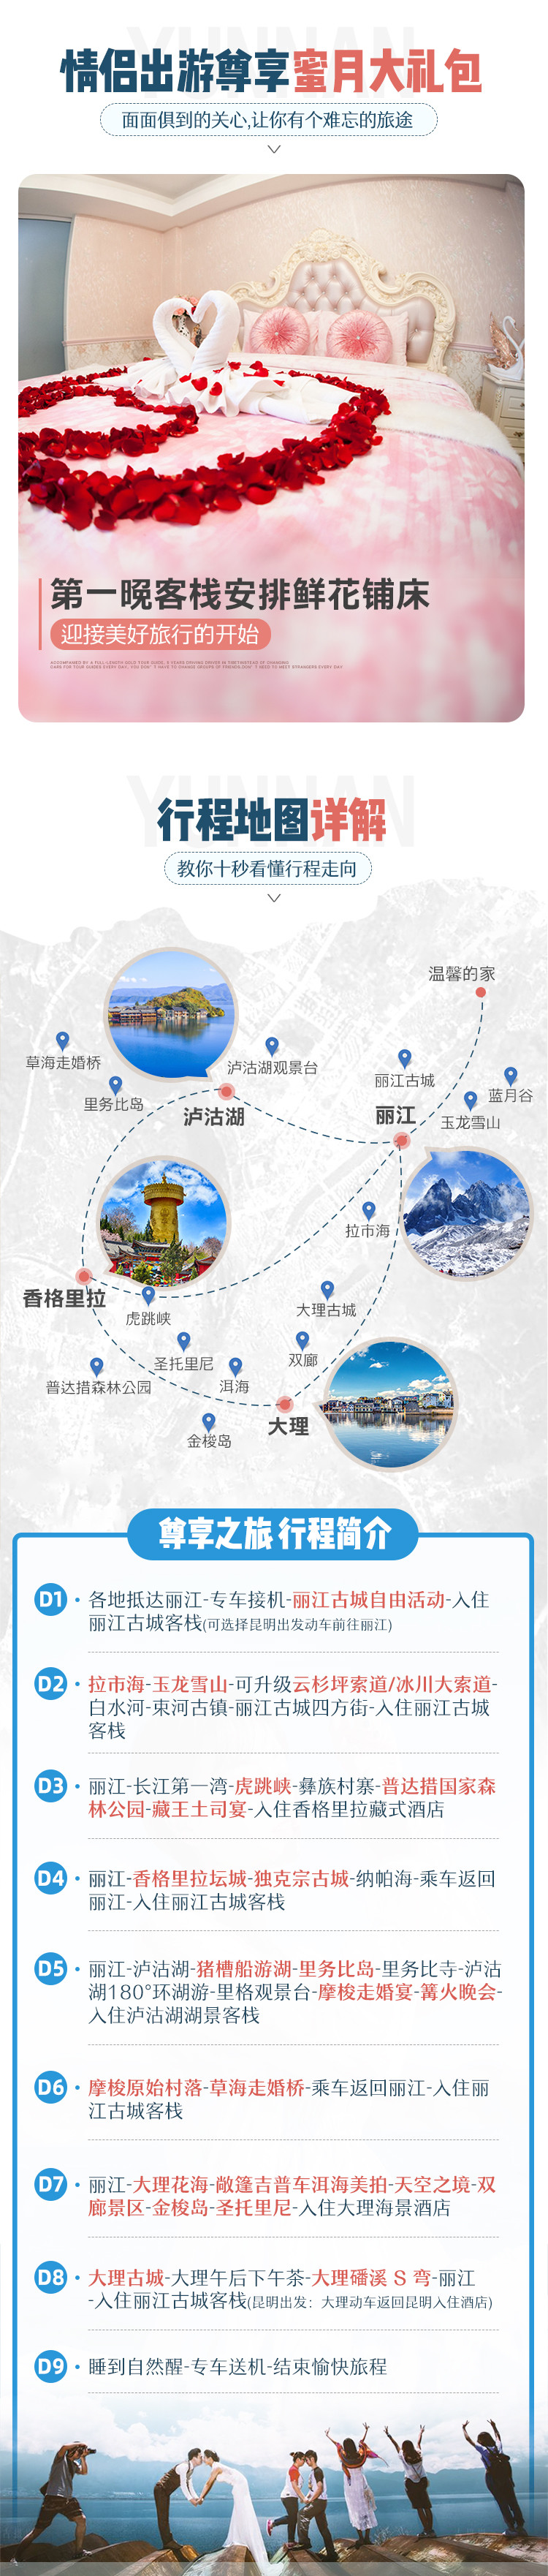 YUNNAN
情侣出游尊享蜜月大礼包
面面俱到的关心,让你有个难忘的旅途
第一晚客栈安排鲜花铺床
迎接美好旅行的开始
YUNNAN
行程地图详解
教你十秒看懂行程走向
温馨的家
草海走婚桥
泸沽湖观景台
丽江古城
蓝月谷
里务比岛
泸沽湖
丽江
玉龙雪山
拉市海
香格里拉
虎跳峡
大理古城
圣托里尼
双廊
普达措森林公园
洱海
大理
金梭岛
尊享之旅 行程简介
D1 · 各地抵达丽江-专车接机-丽江古城自由活动-入住
丽江古城客栈(可选择昆明出发动车前往丽江)
D2 · 拉市海-玉龙雪山-可升级云杉坪索道/冰川大索道-
白水河-束河古镇-丽江古城四方街-入住丽江古城
客栈
D3 · 丽江-长江第一湾-虎跳峡-彝族村寨-普达措国家森
林公园-藏王土司宴-入住香格里拉藏式酒店
D4 · 丽江-香格里拉坛城-独克宗古城-纳帕海-乘车返回
丽江-入住丽江古城客栈
D5 · 丽江-泸沽湖-猪槽船游湖-里务比岛-里务比寺-泸沽
湖180°环湖游-里格观景台-摩梭走婚宴-篝火晚会-
入住泸沽湖湖景客栈
D6 · 摩梭原始村落-草海走婚桥-乘车返回丽江-入住丽
江古城客栈
D7 · 丽江-大理花海-敞篷吉普车洱海美拍-天空之境-双
廊景区-金梭岛-圣托里尼-入住大理海景酒店
D8 · 大理古城-大理午后下午茶-大理磻溪 S 弯-丽江
-入住丽江古城客栈(昆明出发：大理动车返回昆明入住酒店)
D9 · 睡到自然醒-专车送机-结束愉快旅程